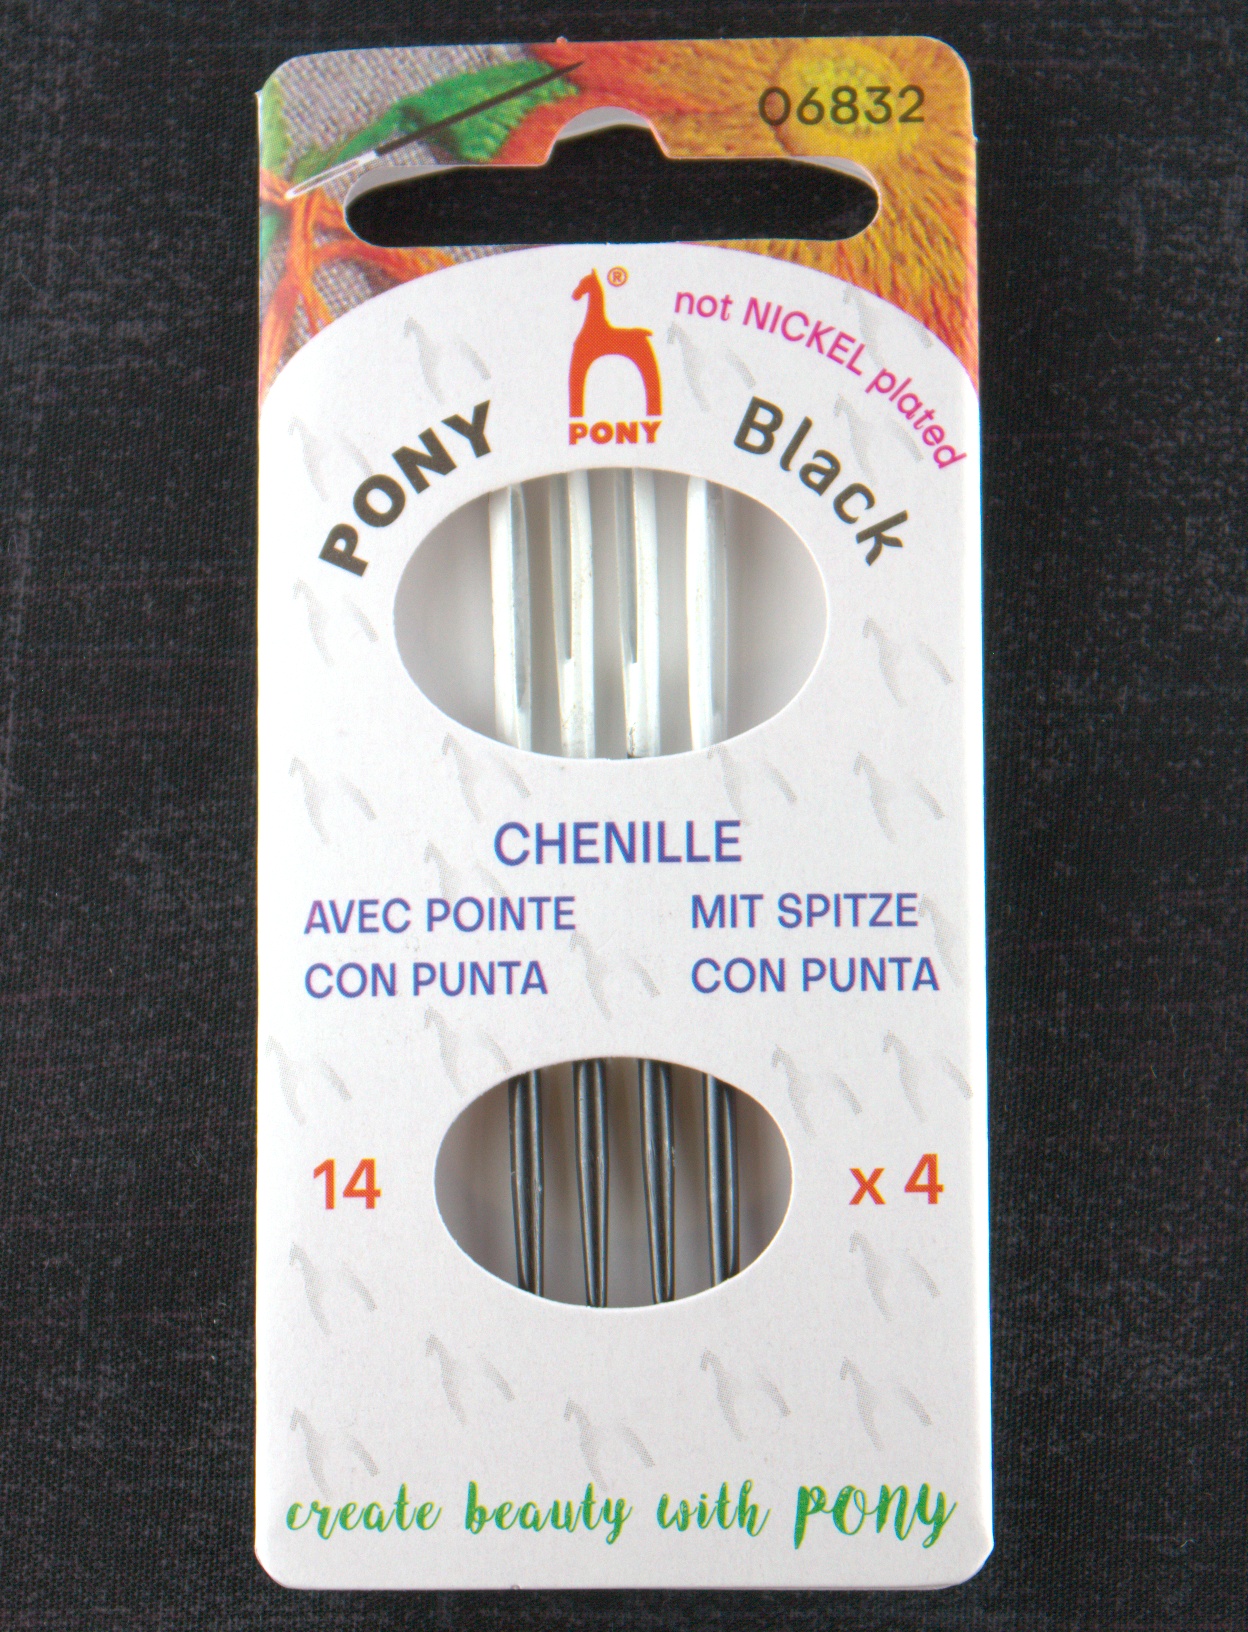 06832
®
PONY
not NICKEL plated
PONY Black
CHENILLE
AVEC POINTE MIT SPITZE
CON PUNTA CON PUNTA
14 x 4
create beauty with PONY